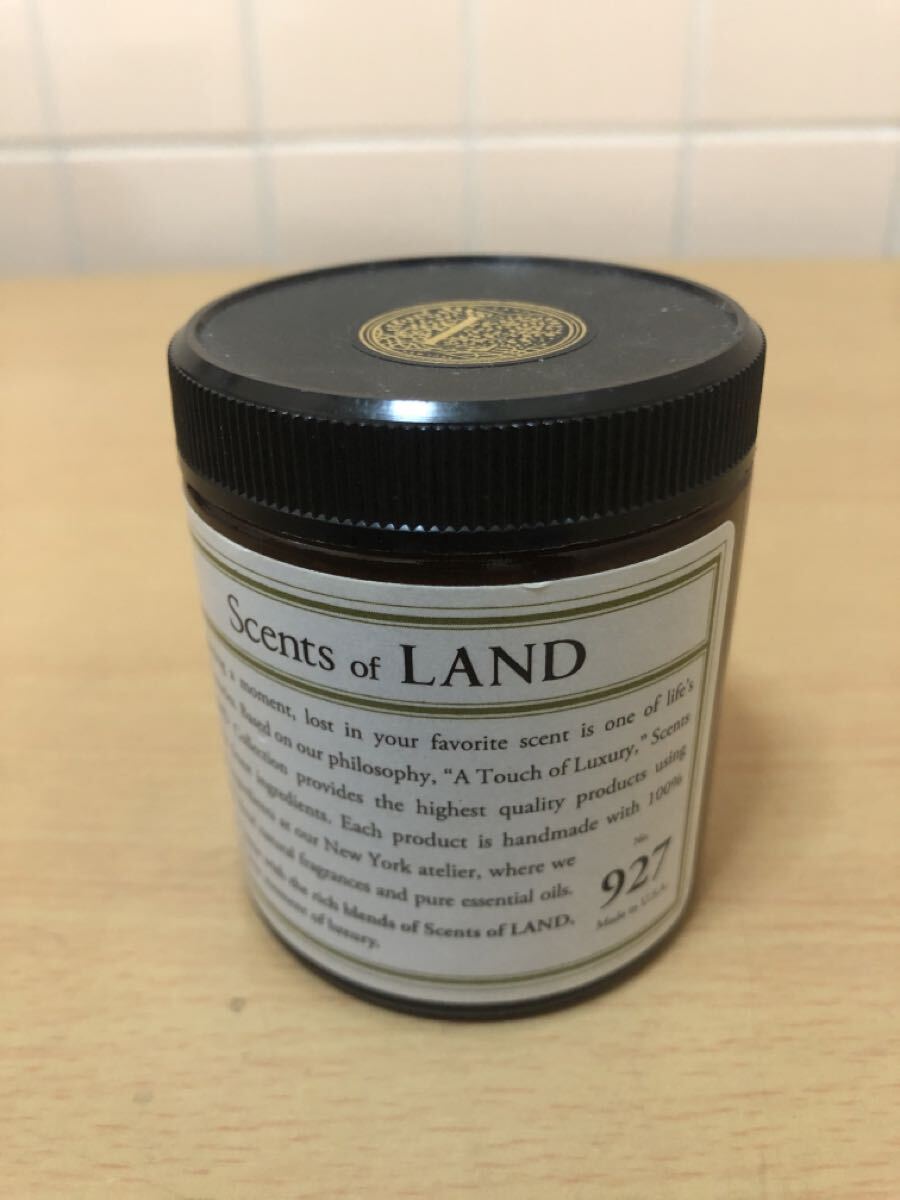 Scents of LAND
a moment, lost in your favorite scent is one of life's
Based on our philosophy, “A Touch of Luxury,” Scents
Collection provides the highest quality products using
ingredients. Each product is handmade with 100%
at our New York atelier, where we
natural fragrances and pure essential oils.
with the rich blends of Scents of LAND,
of luxury.
No.
927
Made in U.S.A.